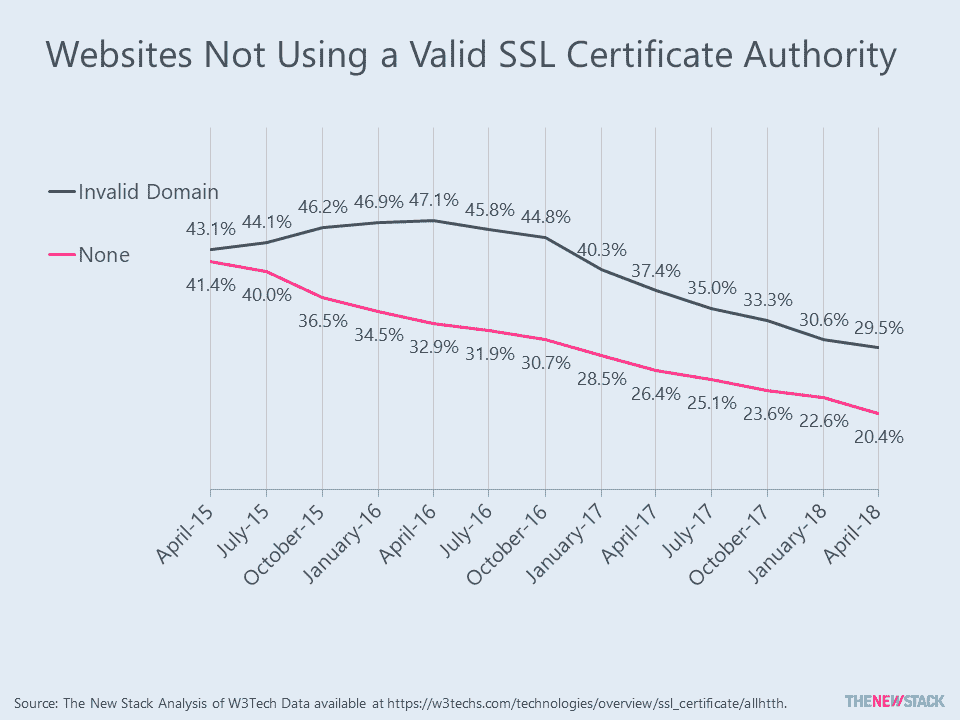 Websites Not Using a Valid SSL Certificate Authority
Invalid Domain
None
43.1% 44.1% 46.2% 46.9% 47.1% 45.8% 44.8% 40.3% 37.4% 35.0% 33.3% 30.6% 29.5%
41.4% 40.0% 36.5% 34.5% 32.9% 31.9% 30.7% 28.5% 26.4% 25.1% 23.6% 22.6% 20.4%
April-15 July-15 October-15 January-16 April-16 July-16 October-16 January-17 April-17 July-17 October-17 January-18 April-18
Source: The New Stack Analysis of W3Tech Data available at https://w3techs.com/technologies/overview/ssl_certificate/allhtth.
THENEWSTACK